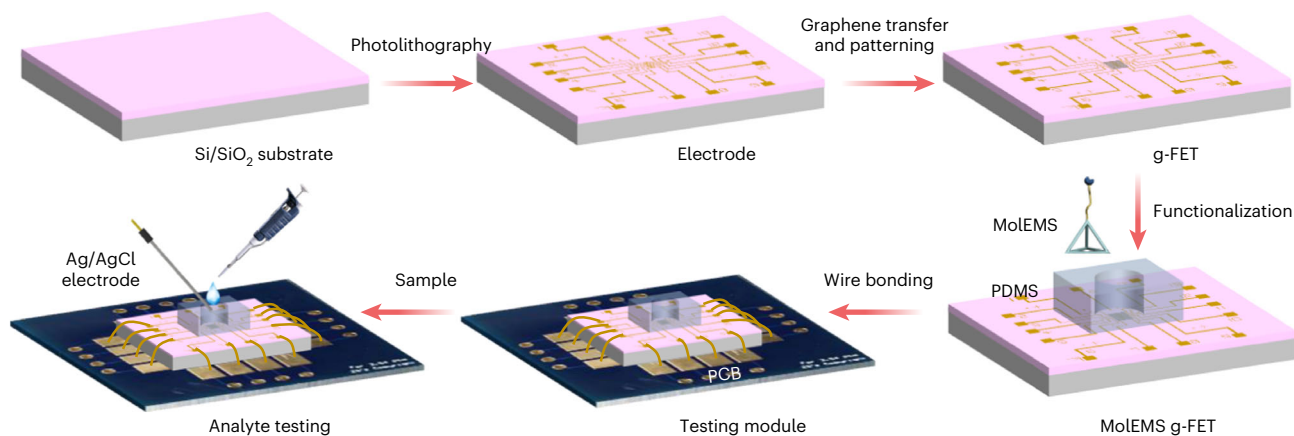 Photolithography
Graphene transfer
and patterning
Si/SiO₂ substrate
Electrode
g-FET
MolEMS
Functionalization
PDMS
Ag/AgCl
electrode
Sample
Wire bonding
PCB
Analyte testing
Testing module
MolEMS g-FET